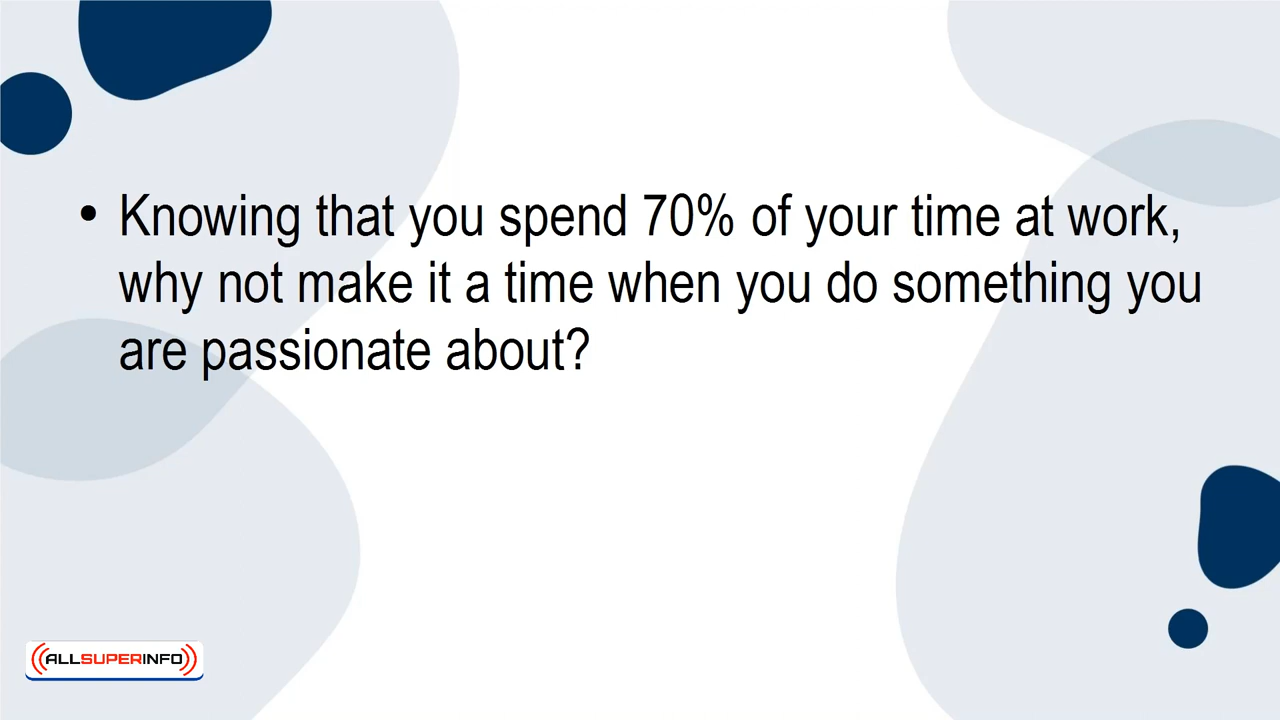 • Knowing that you spend 70% of your time at work,
why not make it a time when you do something you
are passionate about?
ALLSUPERINFO